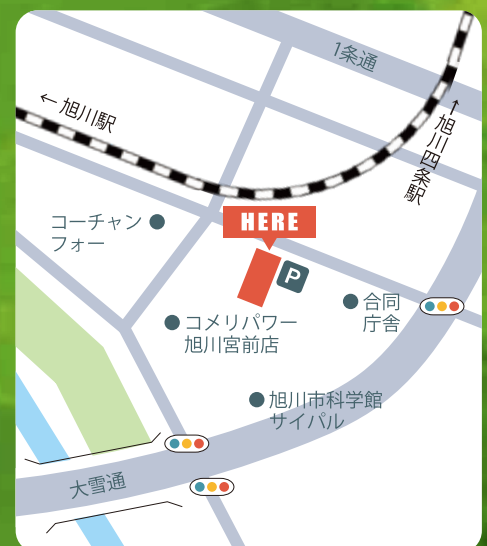 1条通
← 旭川駅
← 旭川四条駅
コーチャン
フォー
HERE
P
合同
庁舎
コメリパワー
旭川宮前店
旭川市科学館
サイパル
大雪通